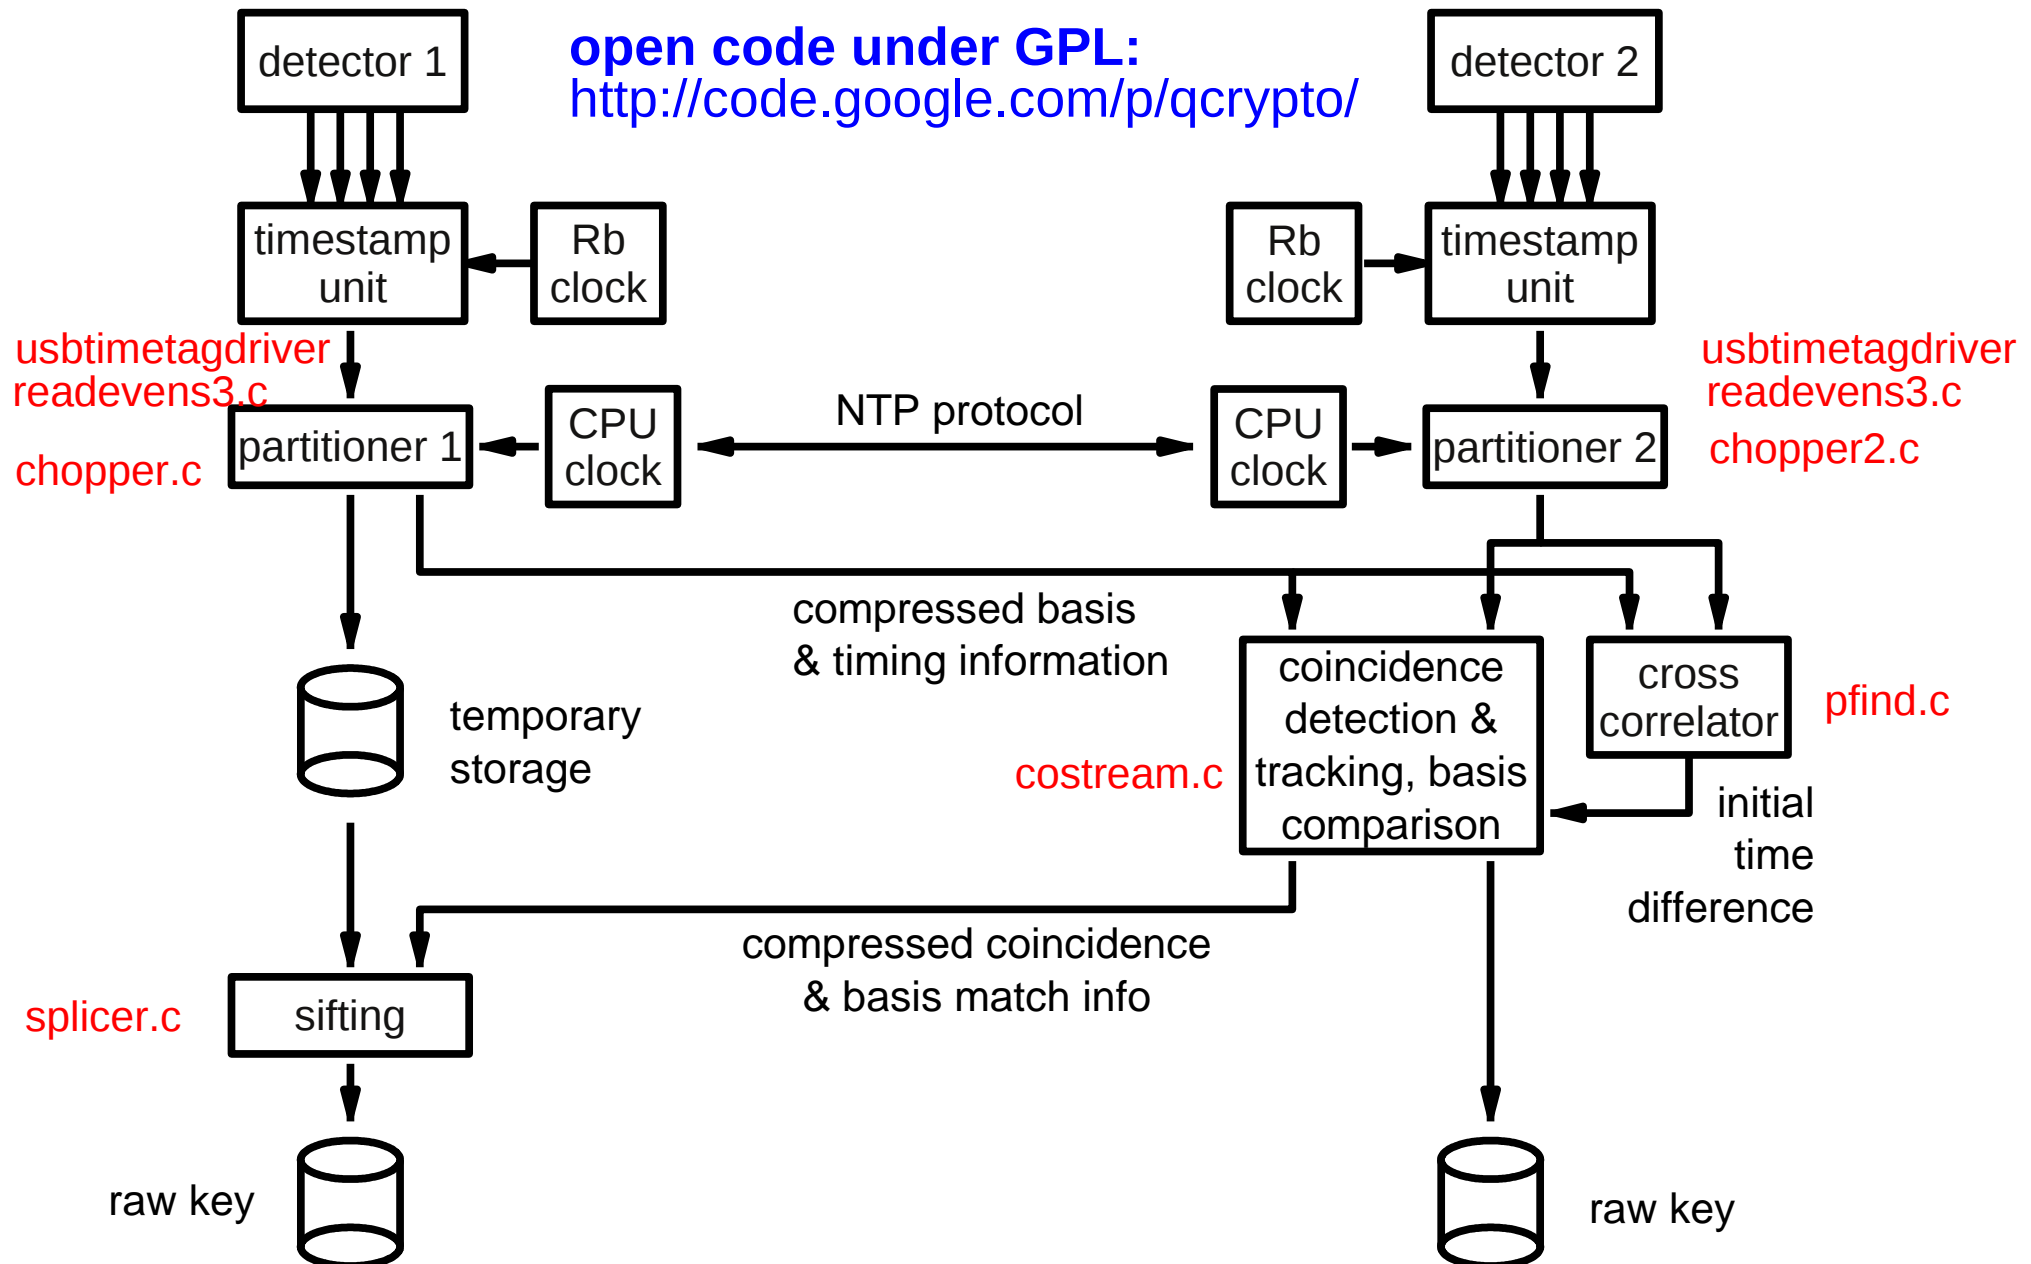 detector 1
open code under GPL:
http://code.google.com/p/qcrypto/
detector 2
timestamp
unit
Rb
clock
Rb
clock
timestamp
unit
usbtimetagdriver
readevens3.c
usbtimetagdriver
readevens3.c
partitioner 1
CPU
clock
NTP protocol
CPU
clock
partitioner 2
chopper.c
chopper2.c
compressed basis
& timing information
temporary
storage
coincidence
detection &
tracking, basis
comparison
cross
correlator
pfind.c
costream.c
initial
time
difference
compressed coincidence
& basis match info
splicer.c
sifting
raw key
raw key